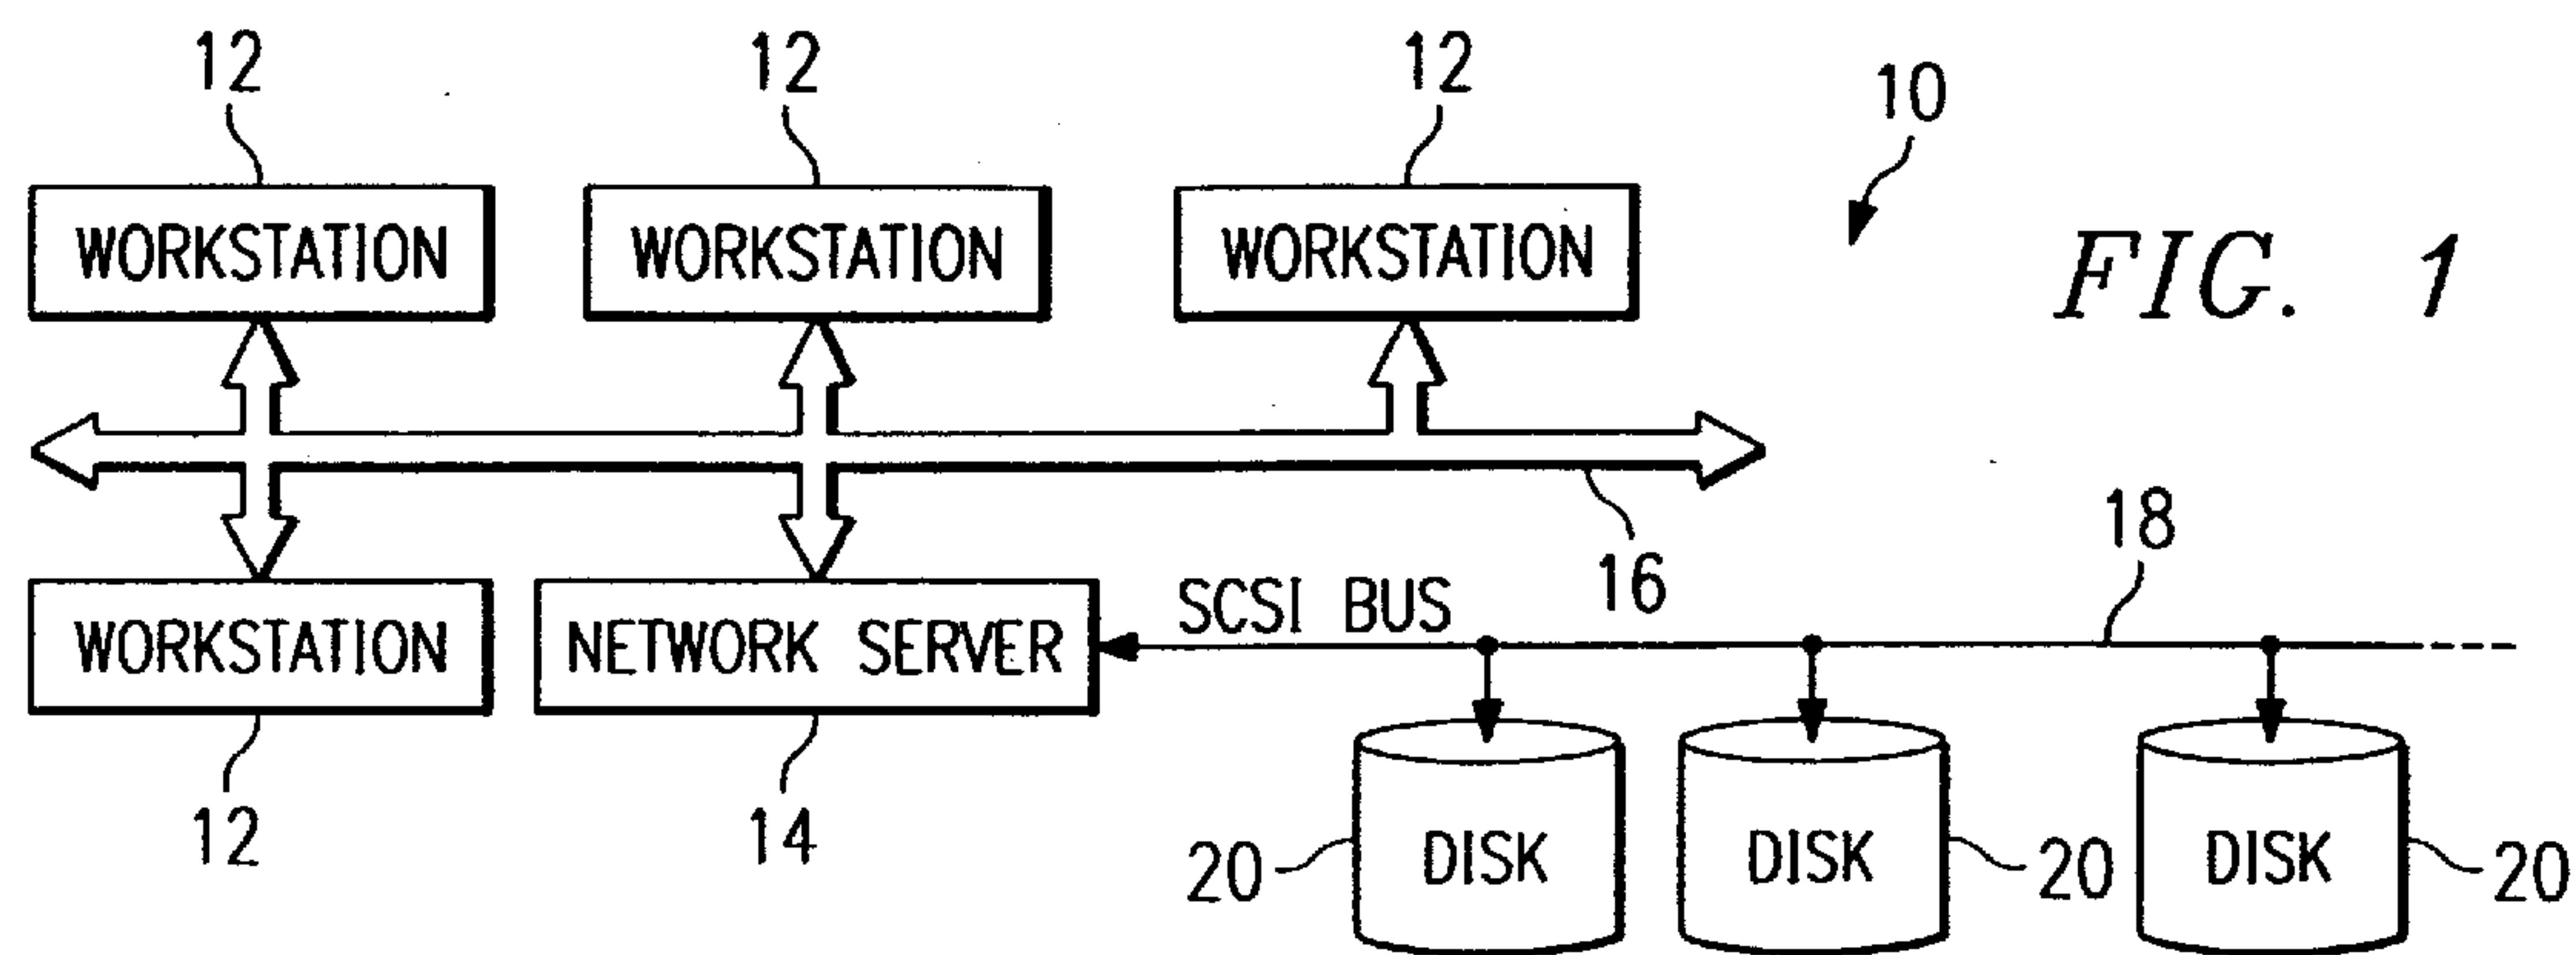 12 12 12 10
WORKSTATION WORKSTATION WORKSTATION
FIG. 1
16 18
WORKSTATION NETWORK SERVER SCSI BUS
12 14
20 DISK DISK 20 DISK 20